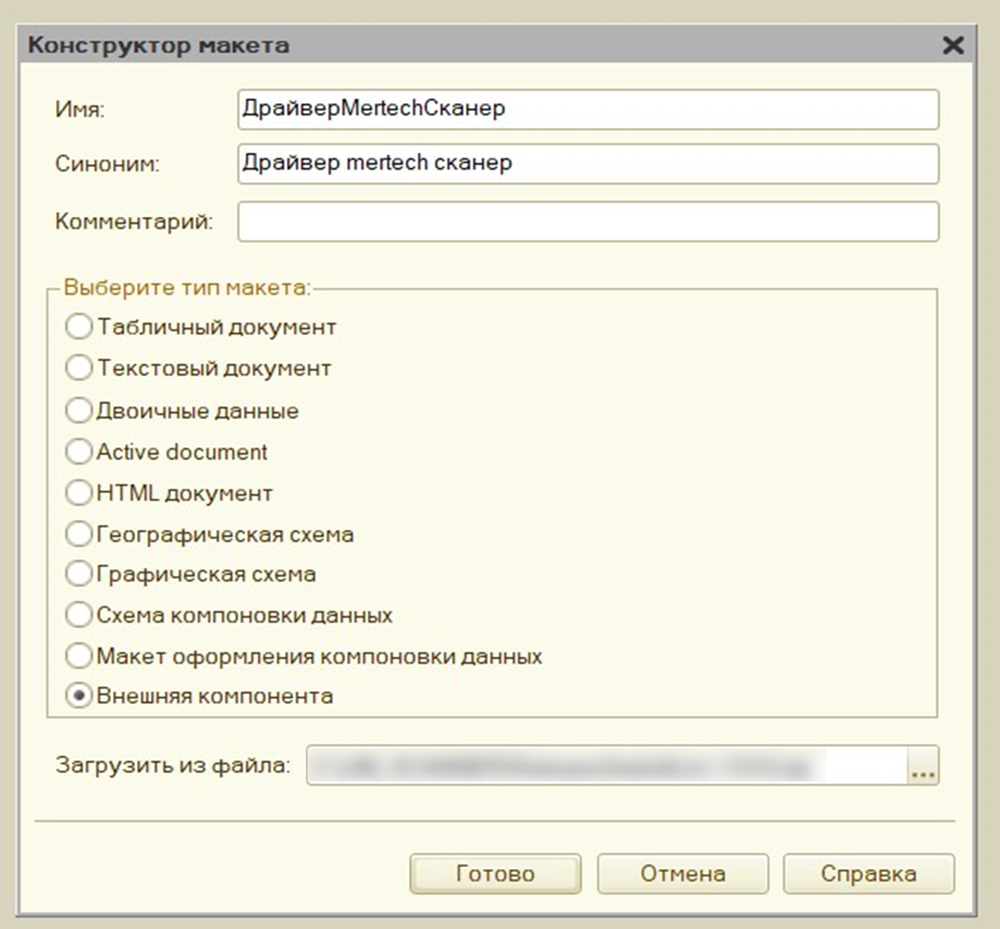 Конструктор макета
Имя: ДрайверMertechСканер
Синоним: Драйвер mertech сканер
Комментарий:
Выберите тип макета:
Табличный документ
Текстовый документ
Двоичные данные
Active document
HTML документ
Географическая схема
Графическая схема
Схема компоновки данных
Макет оформления компоновки данных
Внешняя компонента
Загрузить из файла: ...
Готово Отмена Справка